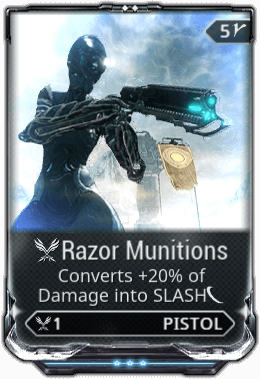 5
Razor Munitions
Converts +20% of
Damage into SLASH
1 PISTOL